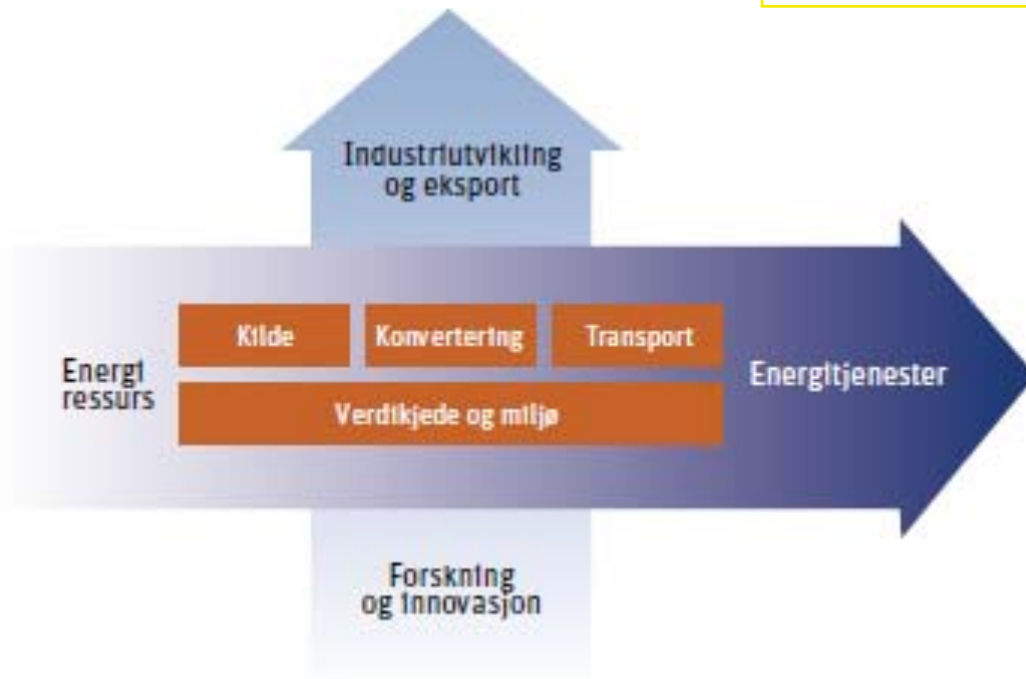 Industriutvikling
og eksport
Kilde
Konvertering
Transport
Energi
ressurs
Energitjenester
Verdikjede og miljø
Forskning
og innovasjon